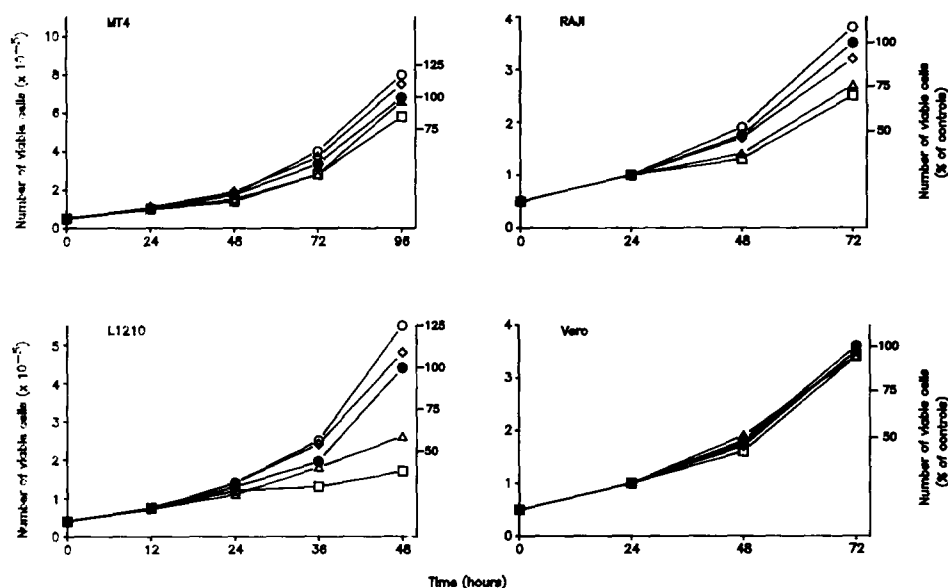 MT4
Number of viable cells (x 10⁻⁵)
10
8
6
4
2
0
125
100
75
0 24 48 72 96
RAJI
4
3
2
1
0
100
75
50
Number of viable cells
(% of controls)
0 24 48 72
L1210
Number of viable cells (x 10⁻⁵)
5
4
3
2
1
0
125
100
75
50
0 12 24 36 48
Vero
4
3
2
1
0
100
50
Number of viable cells
(% of controls)
0 24 48 72
Time (hours)